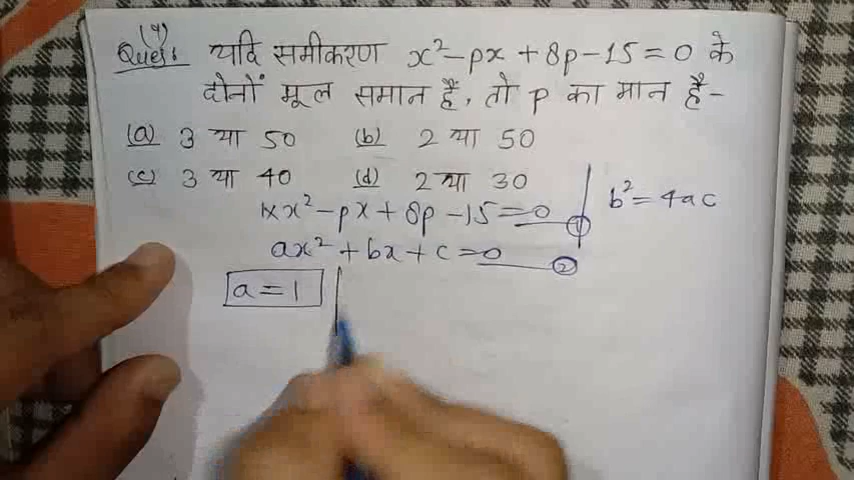 (9)
Ques. यदि समीकरण x²-px+8p-15=0 के
दोनों मूल समान है, तो p का मान है-
(a) 3 या 50 (b) 2 या 50
(c) 3 या 40 (d) 2 या 30
1×x²-px+8p-15=0 ① b²=4ac
ax²+bx+c=0 ②
a=1